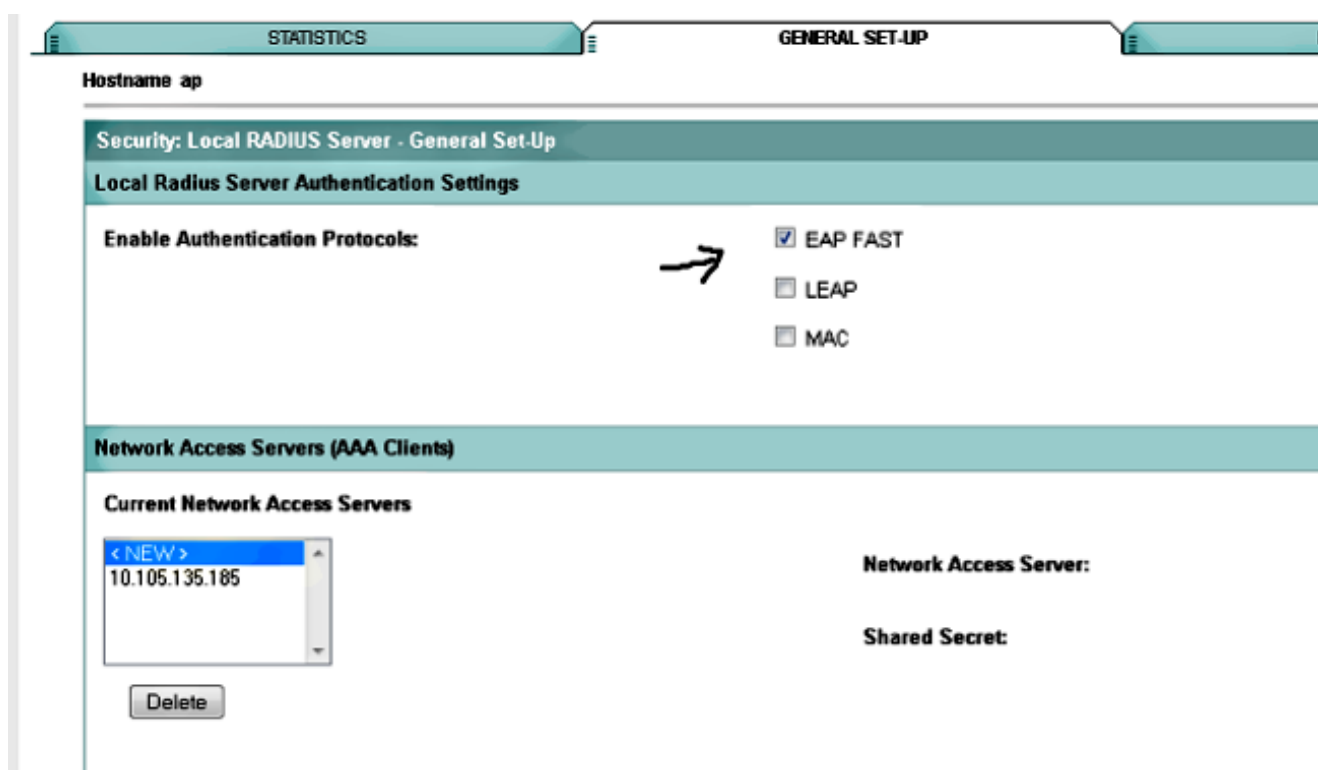 STATISTICS
GENERAL SET-UP
Hostname ap
Security: Local RADIUS Server - General Set-Up
Local Radius Server Authentication Settings
Enable Authentication Protocols:
EAP FAST
LEAP
MAC
Network Access Servers (AAA Clients)
Current Network Access Servers
< NEW >
10.105.135.185
Network Access Server:
Shared Secret:
Delete